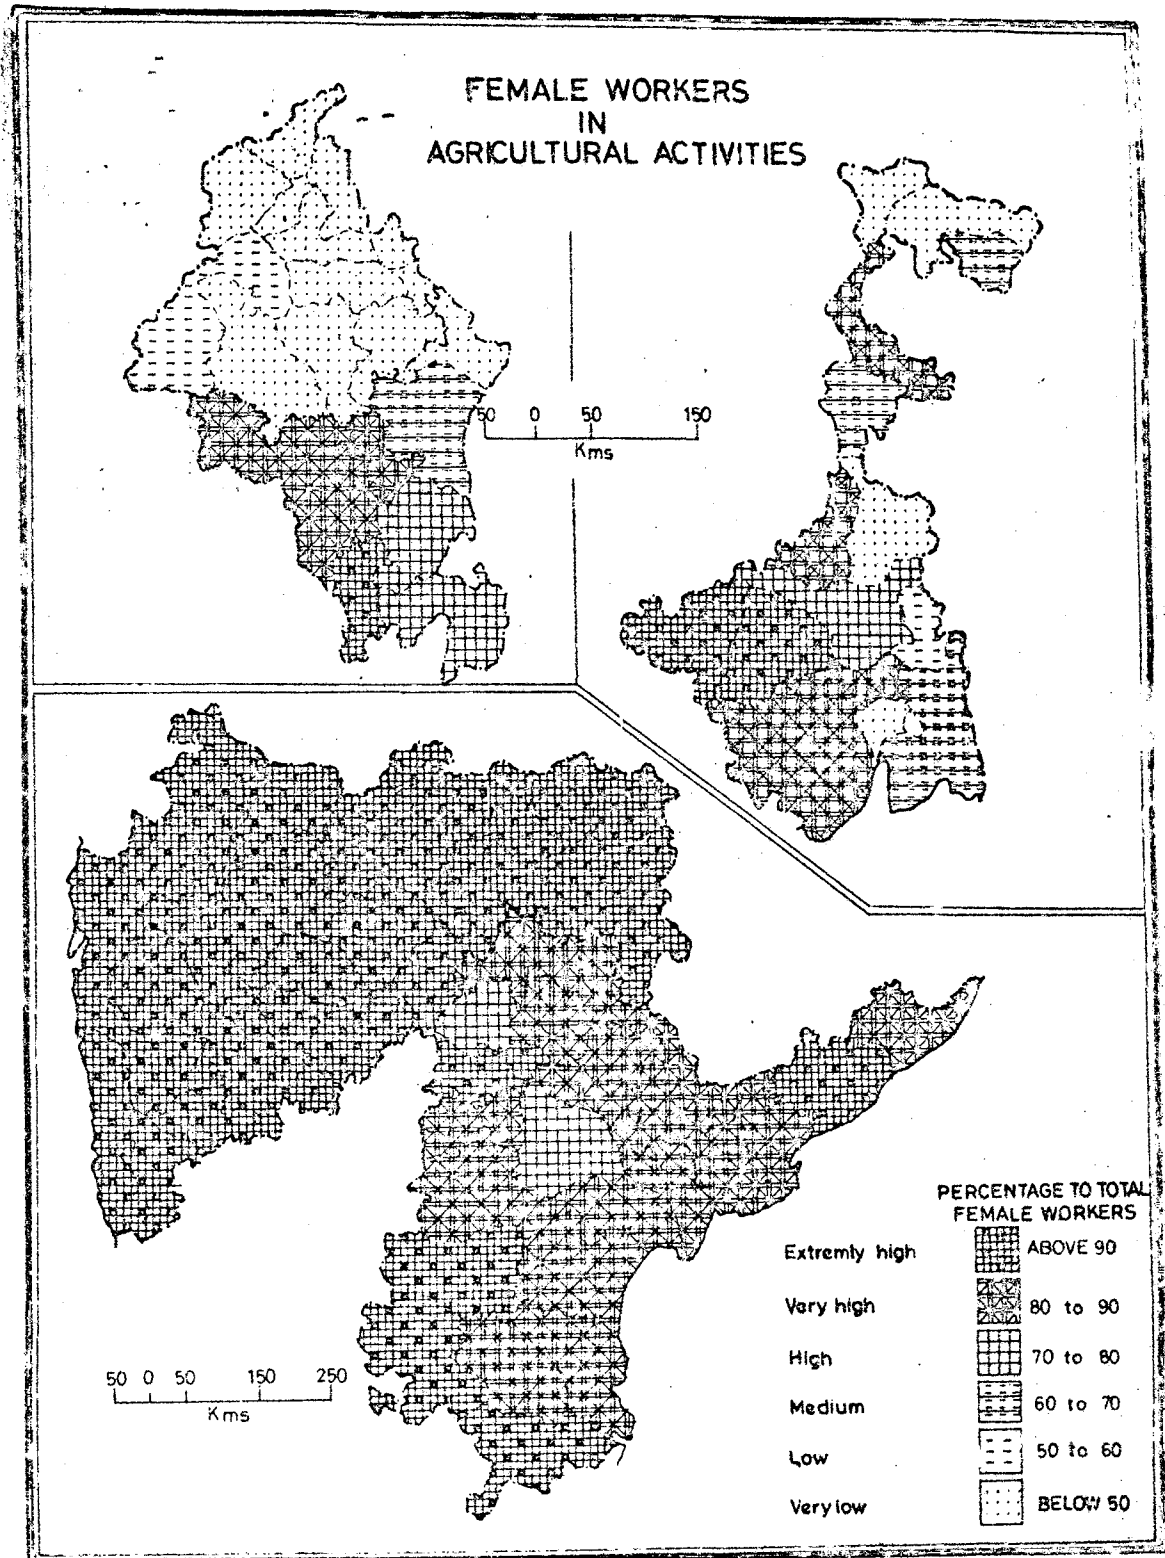 FEMALE WORKERS
IN
AGRICULTURAL ACTIVITIES
50 0 50 150
Kms
PERCENTAGE TO TOTAL
FEMALE WORKERS
Extremly high ABOVE 90
Very high 80 to 90
High 70 to 80
Medium 60 to 70
Low 50 to 60
Very low BELOW 50
50 0 50 150 250
Kms